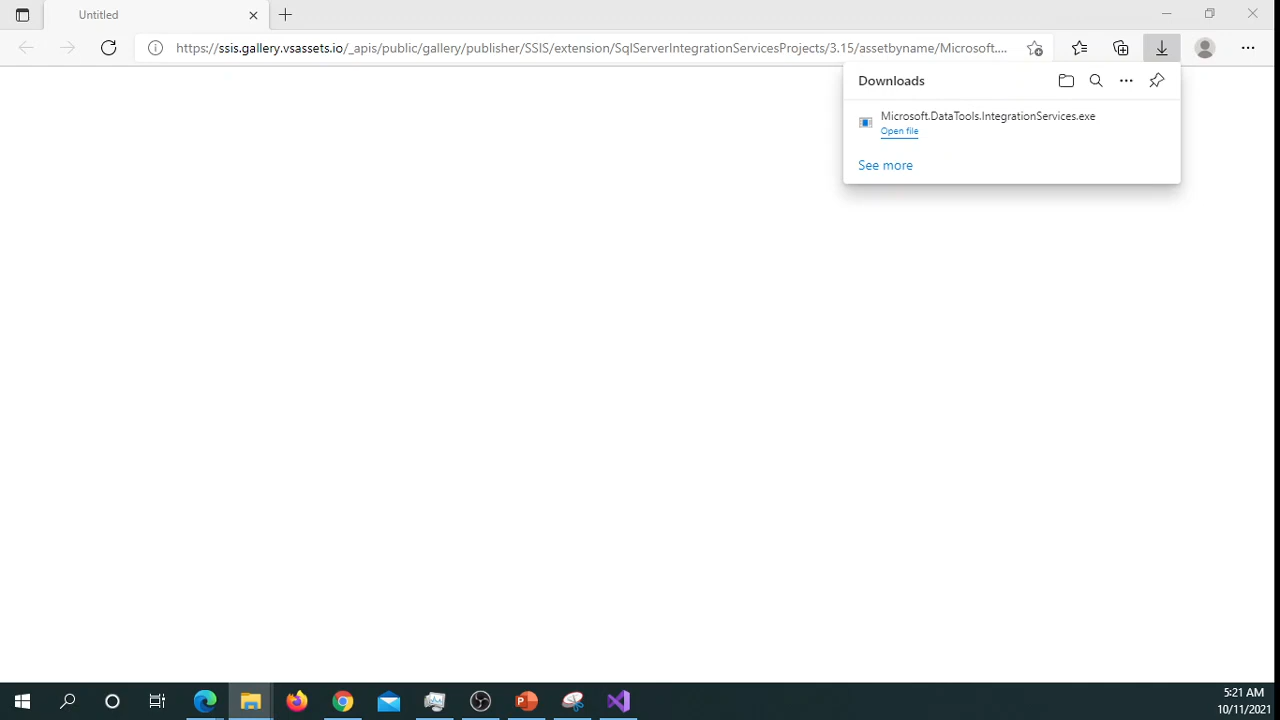 Untitled
https://ssis.gallery.vsassets.io/_apis/public/gallery/publisher/SSIS/extension/SqlServerIntegrationServicesProjects/3.15/assetbyname/Microsoft....
Downloads
Microsoft.DataTools.IntegrationServices.exe
Open file
See more
5:21 AM
10/11/2021